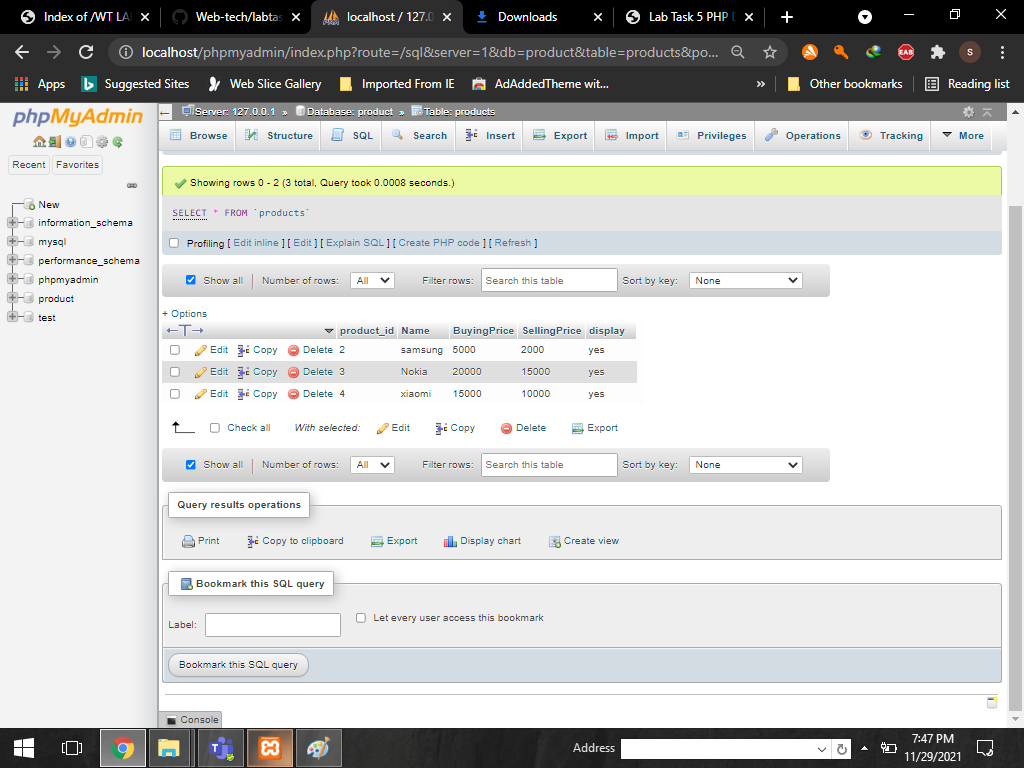 Index of /WT LA
Web-tech/labtas
localhost / 127.0
Downloads
Lab Task 5 PHP
localhost/phpmyadmin/index.php?route=/sql&server=1&db=product&table=products&po...
ABP
S
Apps
Suggested Sites
Web Slice Gallery
Imported From IE
AdAddedTheme wit...
»
Other bookmarks
Reading list
phpMyAdmin
Recent
Favorites
New
information_schema
mysql
performance_schema
phpmyadmin
product
test
Server: 127.0.0.1 » Database: product » Table: products
Browse
Structure
SQL
Search
Insert
Export
Import
Privileges
Operations
Tracking
More
Showing rows 0 - 2 (3 total, Query took 0.0008 seconds.)
SELECT * FROM `products`
Profiling [ Edit inline ] [ Edit ] [ Explain SQL ] [ Create PHP code ] [ Refresh ]
Show all Number of rows: All Filter rows: Search this table Sort by key: None
+ Options
←T→ product_id Name BuyingPrice SellingPrice display
Edit Copy Delete 2 samsung 5000 2000 yes
Edit Copy Delete 3 Nokia 20000 15000 yes
Edit Copy Delete 4 xiaomi 15000 10000 yes
Check all With selected: Edit Copy Delete Export
Show all Number of rows: All Filter rows: Search this table Sort by key: None
Query results operations
Print Copy to clipboard Export Display chart Create view
Bookmark this SQL query
Label: Let every user access this bookmark
Bookmark this SQL query
Console
Address
7:47 PM
11/29/2021